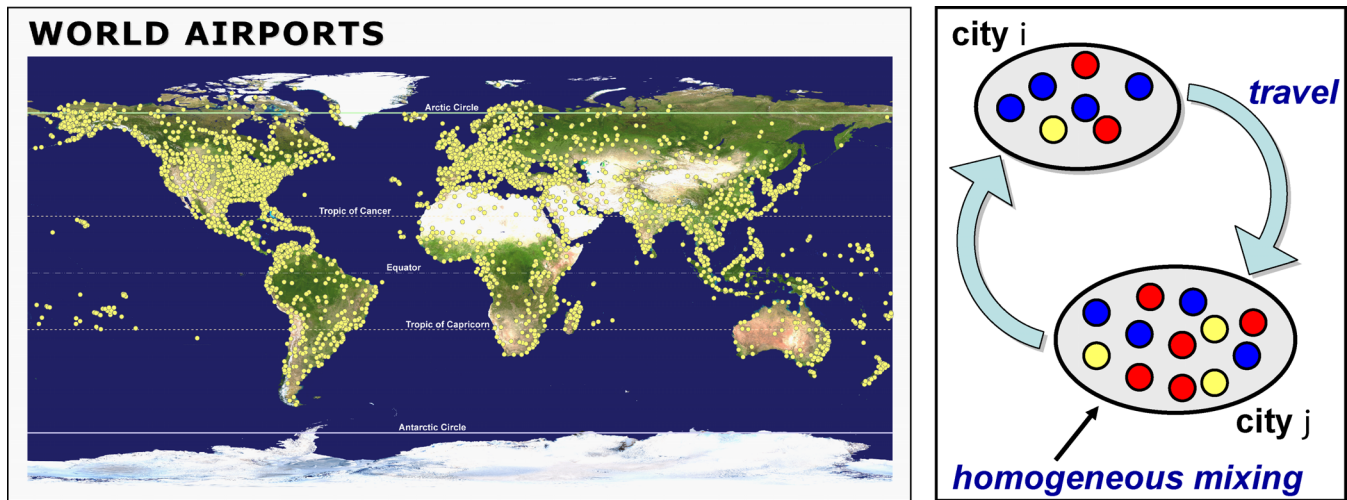 WORLD AIRPORTS
Arctic Circle
Tropic of Cancer
Equator
Tropic of Capricorn
Antarctic Circle
city i
travel
city j
homogeneous mixing